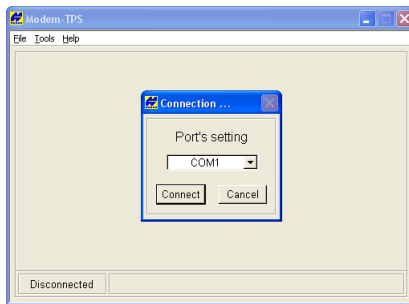 Modem-TPS
File Tools Help
Connection ...
Port's setting
COM1
Connect Cancel
Disconnected